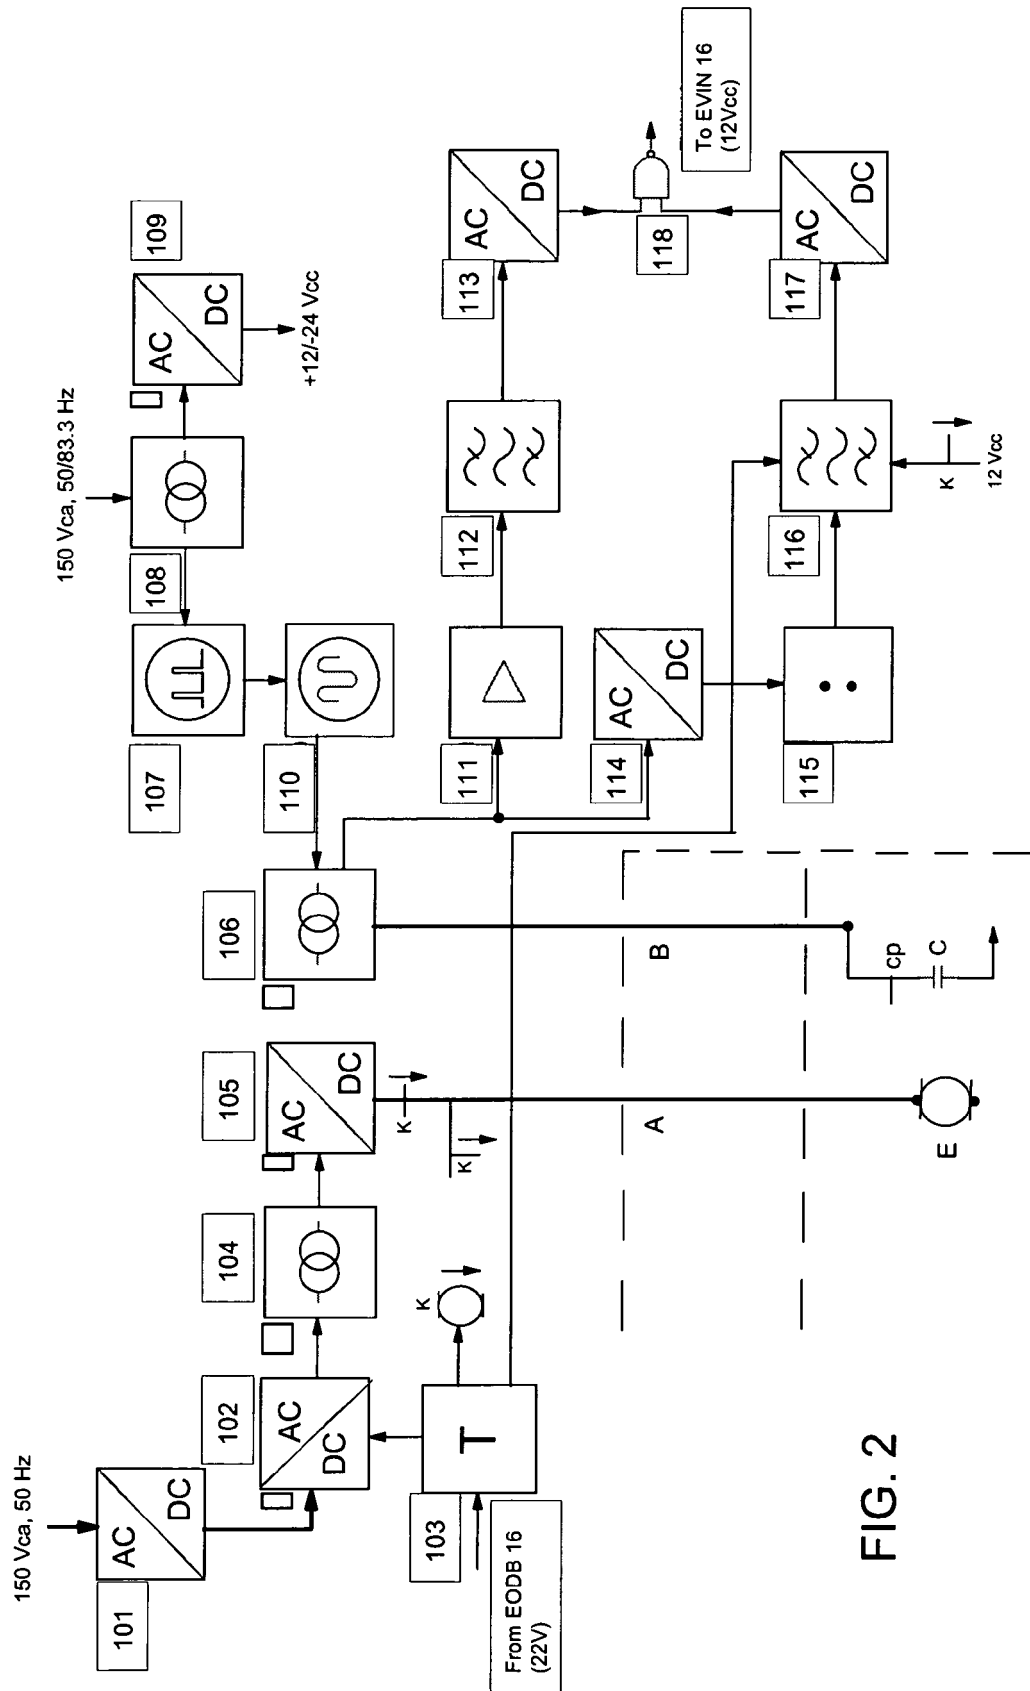 150 Vca, 50 Hz
101
AC
DC
102
AC
DC
103
T
From EODB 16
(22V)
K
104
105
AC
DC
K
K
A
E
106
B
cp
C
107
108
150 Vca, 50/83.3 Hz
109
AC
DC
+12/-24 Vcc
110
111
112
113
AC
DC
114
AC
DC
115
116
K
12 Vcc
117
AC
DC
118
To EVIN 16
(12Vcc)
FIG. 2